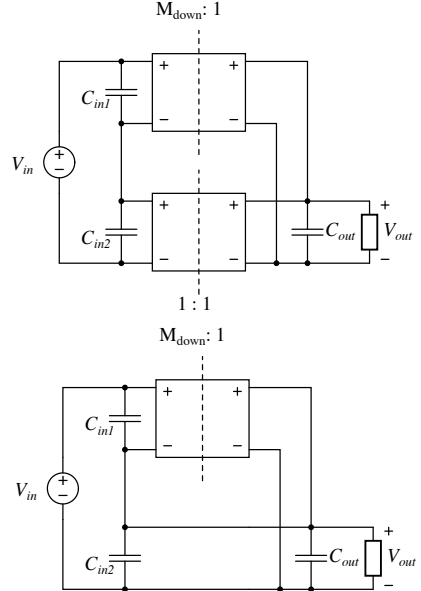 M_down: 1
+ + 
C_in1
− −
V_in + −
+ + +
C_in2 C_out V_out
− − −
1 : 1
M_down: 1
+ +
C_in1
− −
V_in + −
+
C_in2 C_out V_out
−